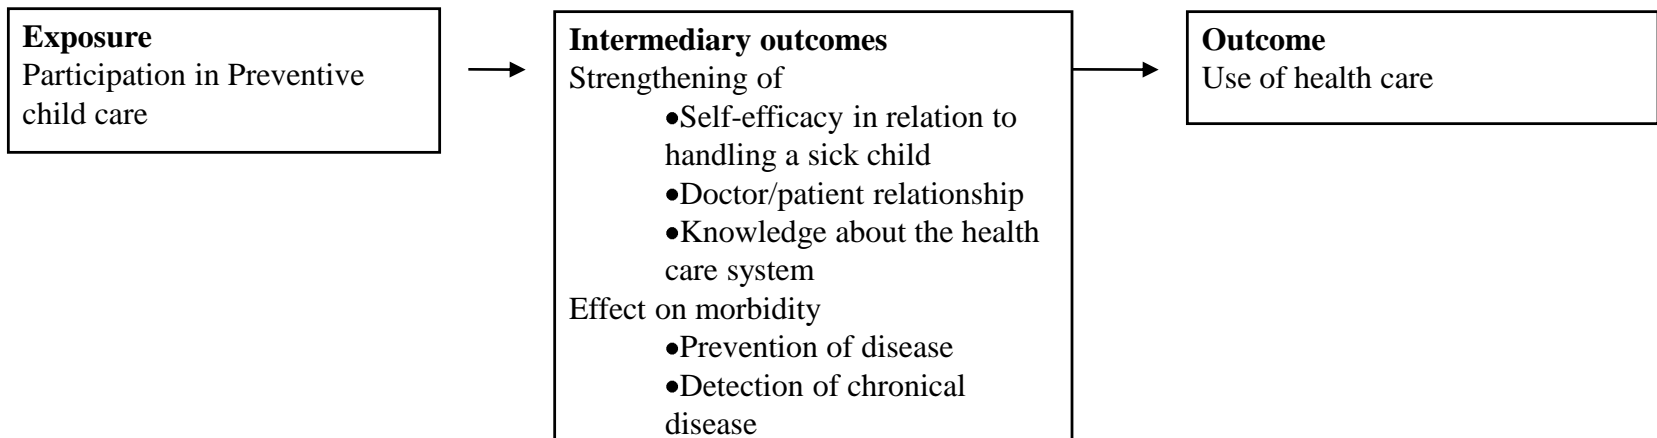 Exposure
Participation in Preventive
child care
Intermediary outcomes
Strengthening of
•Self-efficacy in relation to
handling a sick child
•Doctor/patient relationship
•Knowledge about the health
care system
Effect on morbidity
•Prevention of disease
•Detection of chronical
disease
Outcome
Use of health care